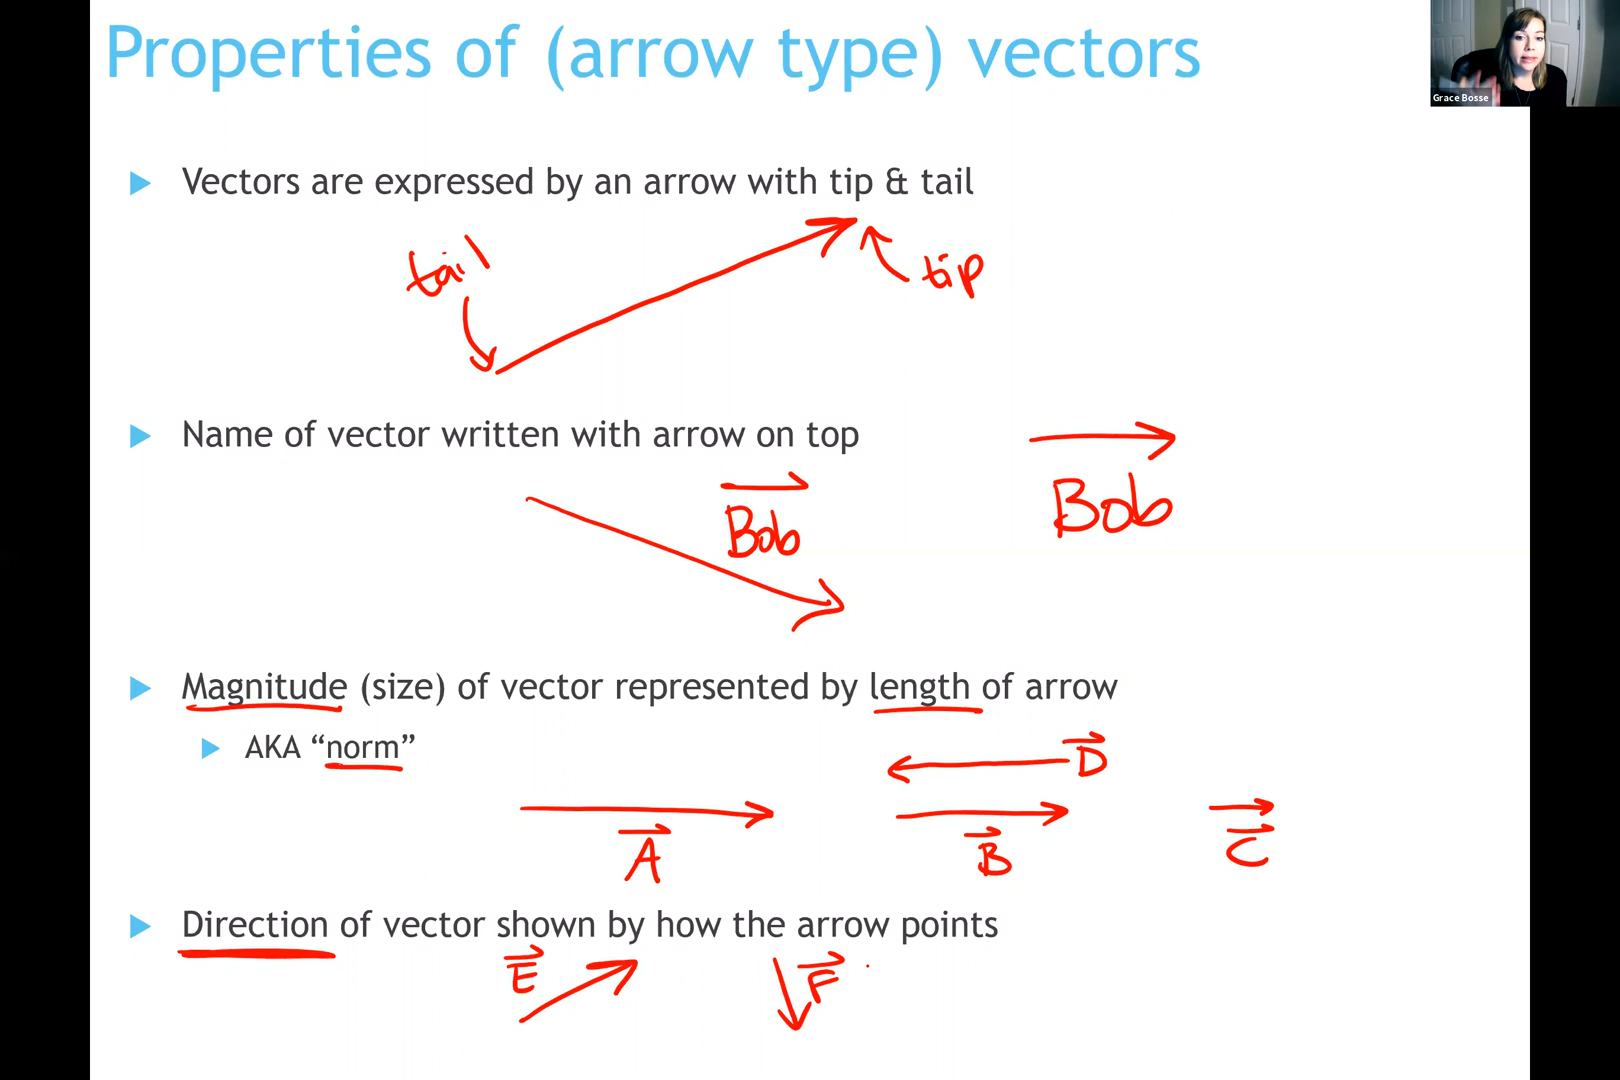 Properties of (arrow type) vectors
Grace Bosse
Vectors are expressed by an arrow with tip & tail
tail
tip
Name of vector written with arrow on top
Bob
Bob
Magnitude (size) of vector represented by length of arrow
AKA “norm”
D
A
B
C
Direction of vector shown by how the arrow points
E
F